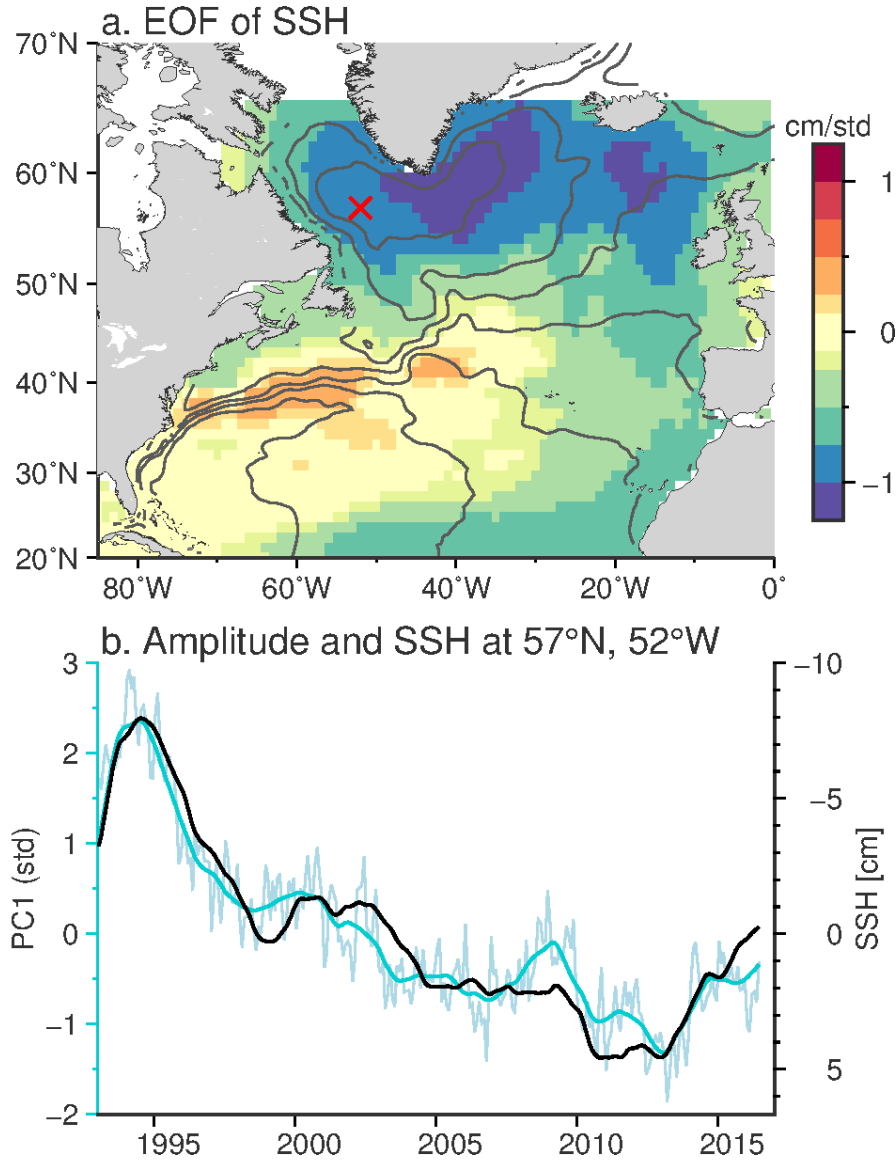 a. EOF of SSH
70°N
60°N
50°N
40°N
30°N
20°N
80°W
60°W
40°W
20°W
0
cm/std
1
0
−1
b. Amplitude and SSH at 57°N, 52°W
PC1 (std)
3
2
1
0
−1
−2
−10
−5
0
5
SSH [cm]
1995
2000
2005
2010
2015